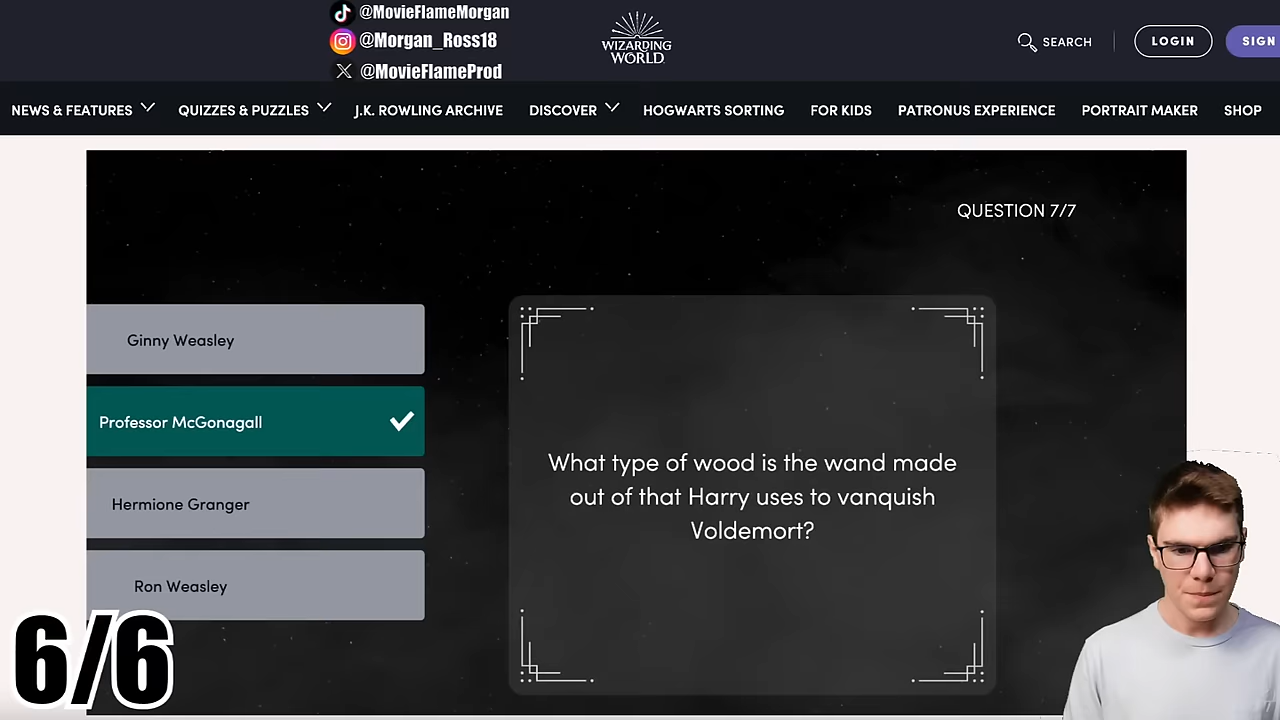 @MovieFlameMorgan
@Morgan_Ross18
@MovieFlameProd
WIZARDING
WORLD
SEARCH
LOGIN
SIGN
NEWS & FEATURES
QUIZZES & PUZZLES
J.K. ROWLING ARCHIVE
DISCOVER
HOGWARTS SORTING
FOR KIDS
PATRONUS EXPERIENCE
PORTRAIT MAKER
SHOP
QUESTION 7/7
Ginny Weasley
Professor McGonagall
Hermione Granger
Ron Weasley
What type of wood is the wand made
out of that Harry uses to vanquish
Voldemort?
6/6